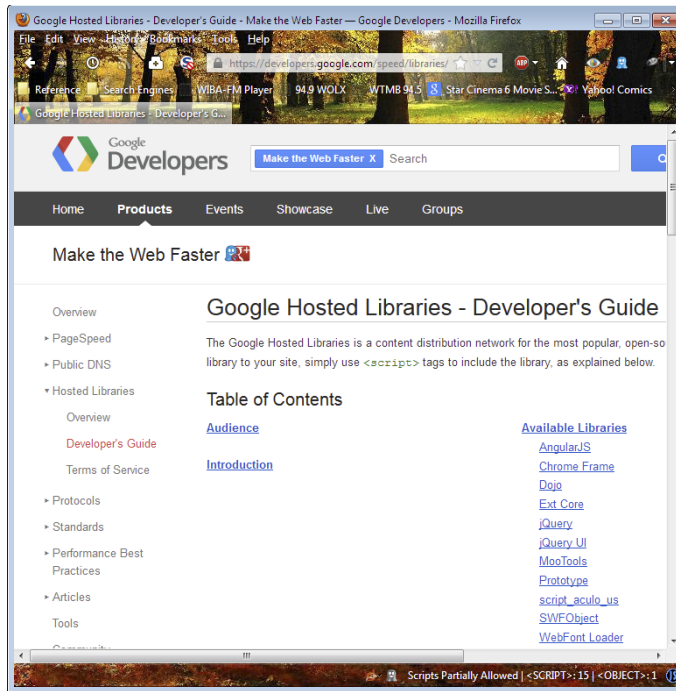 Google Hosted Libraries - Developer's Guide - Make the Web Faster — Google Developers - Mozilla Firefox
File Edit View History Bookmarks Tools Help
https://developers.google.com/speed/libraries/
ABP
Reference Search Engines WIBA-FM Player 94.9 WOLX WTMB 94.5 Star Cinema 6 Movie S... Yahoo! Comics
Google Hosted Libraries - Developer's G...
Google
Developers
Make the Web Faster X Search
Home Products Events Showcase Live Groups
Make the Web Faster
Overview
PageSpeed
Public DNS
Hosted Libraries
Overview
Developer's Guide
Terms of Service
Protocols
Standards
Performance Best
Practices
Articles
Tools
Community
Google Hosted Libraries - Developer's Guide
The Google Hosted Libraries is a content distribution network for the most popular, open-so
library to your site, simply use <script> tags to include the library, as explained below.
Table of Contents
Audience
Introduction
Available Libraries
AngularJS
Chrome Frame
Dojo
Ext Core
jQuery
jQuery UI
MooTools
Prototype
script_aculo_us
SWFObject
WebFont Loader
Scripts Partially Allowed | <SCRIPT>: 15 | <OBJECT>: 1